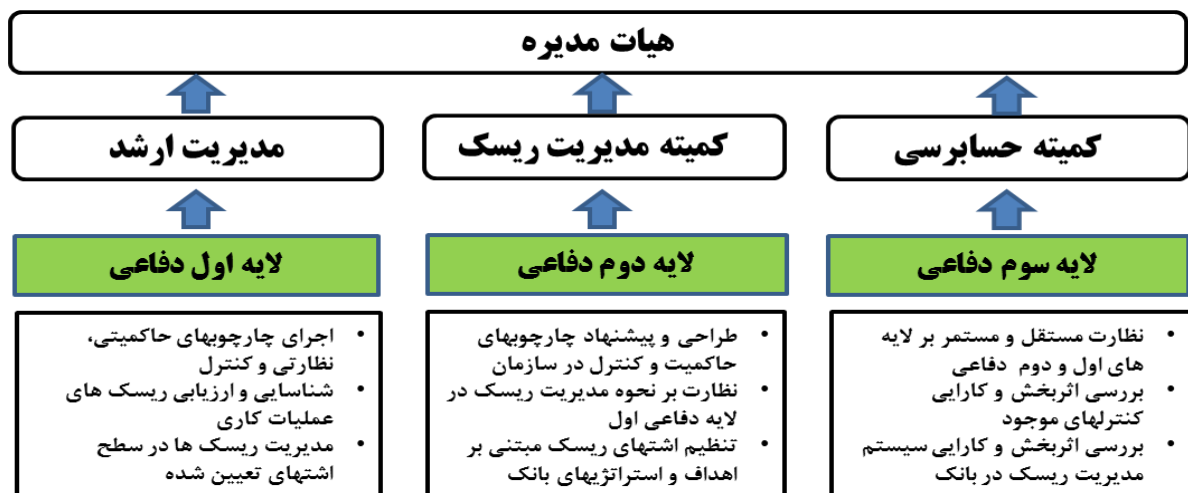 هیات مدیره
کمیته حسابرسی
کمیته مدیریت ریسک
مدیریت ارشد
لایه سوم دفاعی
لایه دوم دفاعی
لایه اول دفاعی
• نظارت مستقل و مستمر بر لایه
های اول و دوم دفاعی
• بررسی اثربخش و کارایی
کنترلهای موجود
• بررسی اثربخش و کارایی سیستم
مدیریت ریسک در بانک
• طراحی و پیشنهاد چارچوبهای
حاکمیت و کنترل در سازمان
• نظارت بر نحوه مدیریت ریسک در
لایه دفاعی اول
• تنظیم اشتهای ریسک مبتنی بر
اهداف و استراتژیهای بانک
• اجرای چارچوبهای حاکمیتی،
نظارتی و کنترل
• شناسایی و ارزیابی ریسک های
عملیات کاری
• مدیریت ریسک ها در سطح
اشتهای تعیین شده